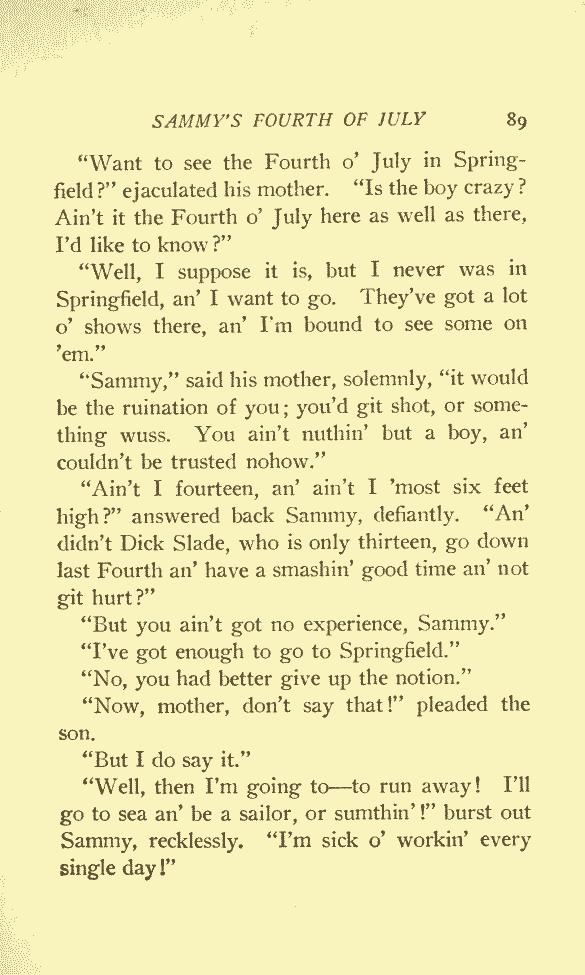 SAMMY'S FOURTH OF JULY 89
“Want to see the Fourth o’ July in Spring-
field?” ejaculated his mother. “Is the boy crazy?
Ain’t it the Fourth o’ July here as well as there,
I’d like to know?”
“Well, I suppose it is, but I never was in
Springfield, an’ I want to go. They’ve got a lot
o’ shows there, an’ I’m bound to see some on
’em.”
“Sammy,” said his mother, solemnly, “it would
be the ruination of you; you’d git shot, or some-
thing wuss. You ain’t nuthin’ but a boy, an’
couldn’t be trusted nohow.”
“Ain’t I fourteen, an’ ain’t I ’most six feet
high?” answered back Sammy, defiantly. “An’
didn’t Dick Slade, who is only thirteen, go down
last Fourth an’ have a smashin’ good time an’ not
git hurt?”
“But you ain’t got no experience, Sammy.”
“I’ve got enough to go to Springfield.”
“No, you had better give up the notion.”
“Now, mother, don’t say that!” pleaded the
son.
“But I do say it.”
“Well, then I’m going to—to run away! I’ll
go to sea an’ be a sailor, or sumthin’!” burst out
Sammy, recklessly. “I’m sick o’ workin’ every
single day!”